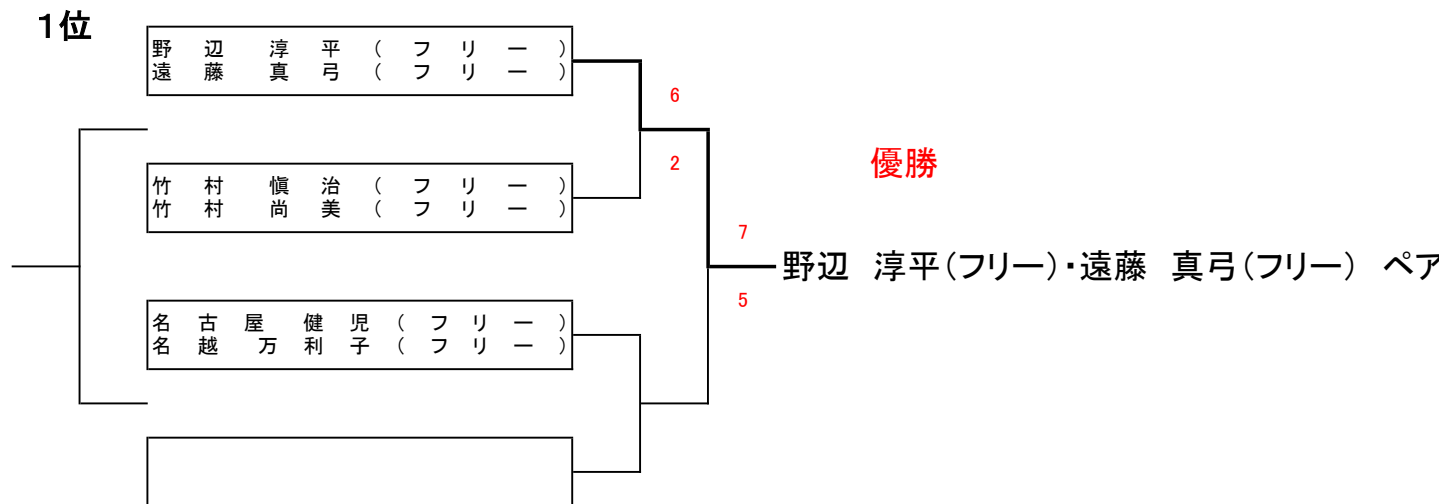 1位
野辺 淳平(フリー)
遠藤 真弓(フリー)
6
2
竹村 愼治(フリー)
竹村 尚美(フリー)
優勝
7
野辺 淳平(フリー)・遠藤 真弓(フリー) ペア
5
名古屋 健児(フリー)
名越 万利子(フリー)